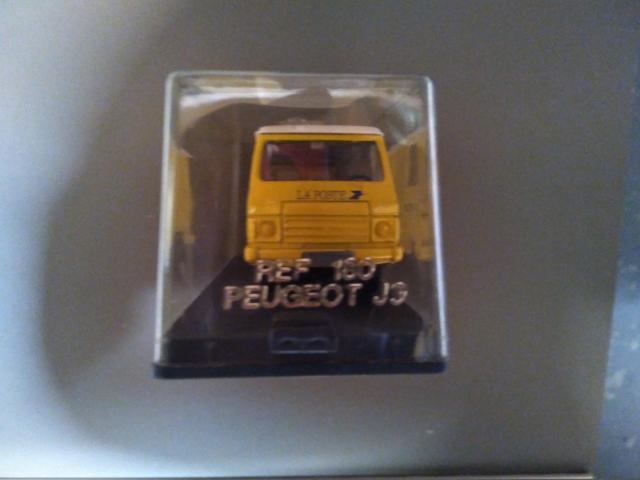 LA POSTE
REF 180
PEUGEOT J9